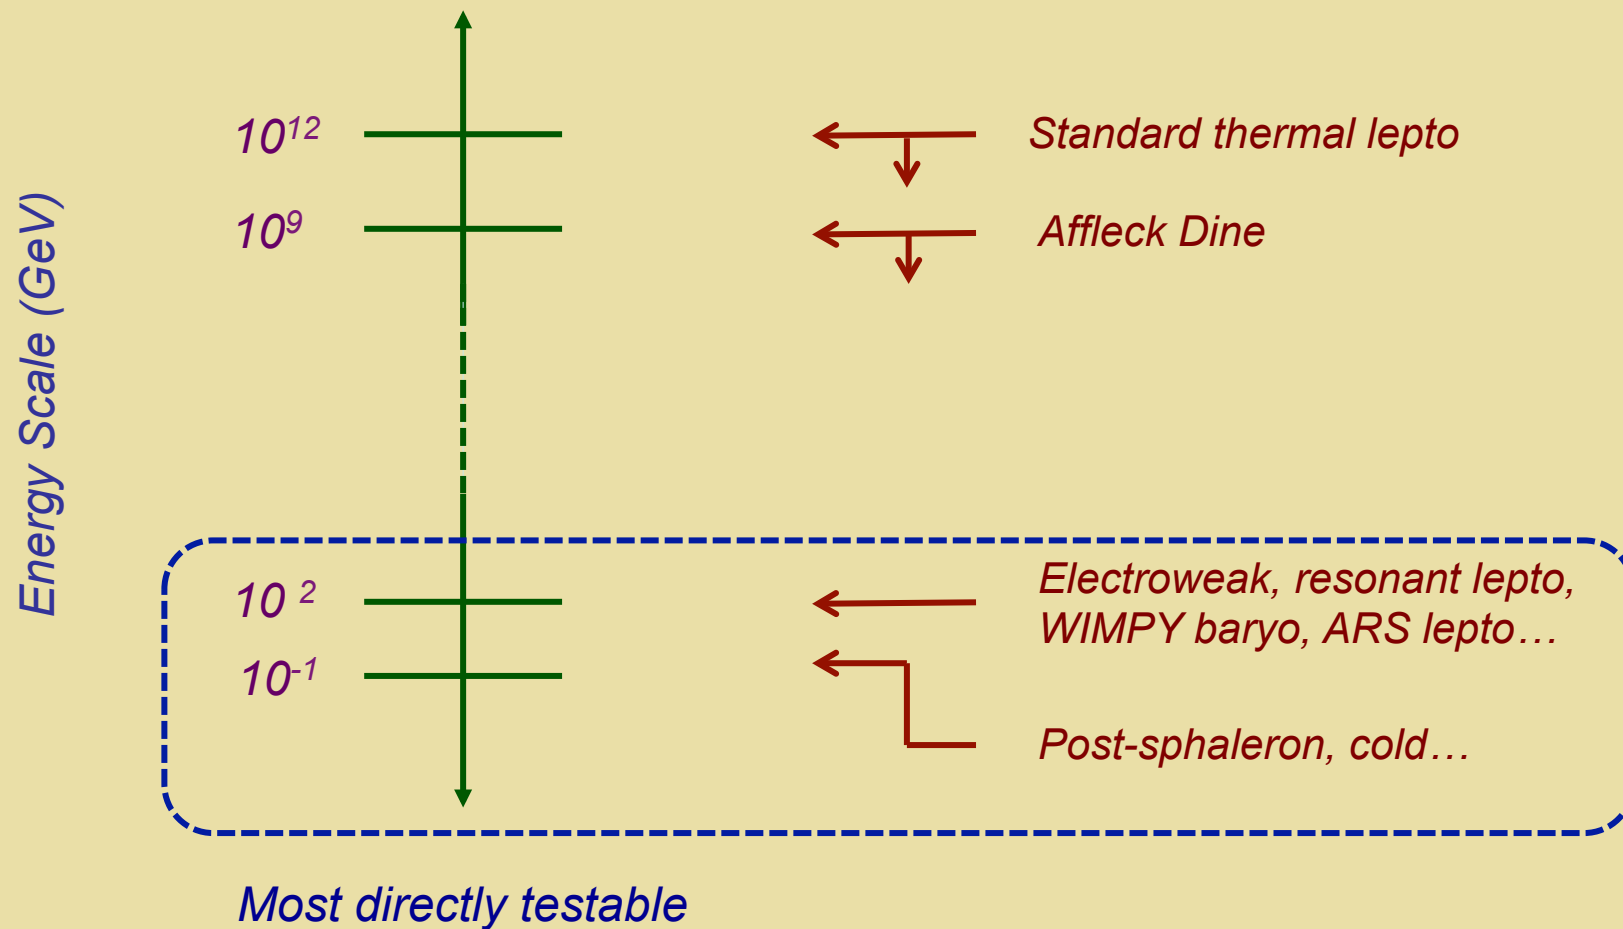 Energy Scale (GeV)
10¹² Standard thermal lepto
10⁹ Affleck Dine
10 ² Electroweak, resonant lepto,
WIMPY baryo, ARS lepto…
10⁻¹
Post-sphaleron, cold…
Most directly testable